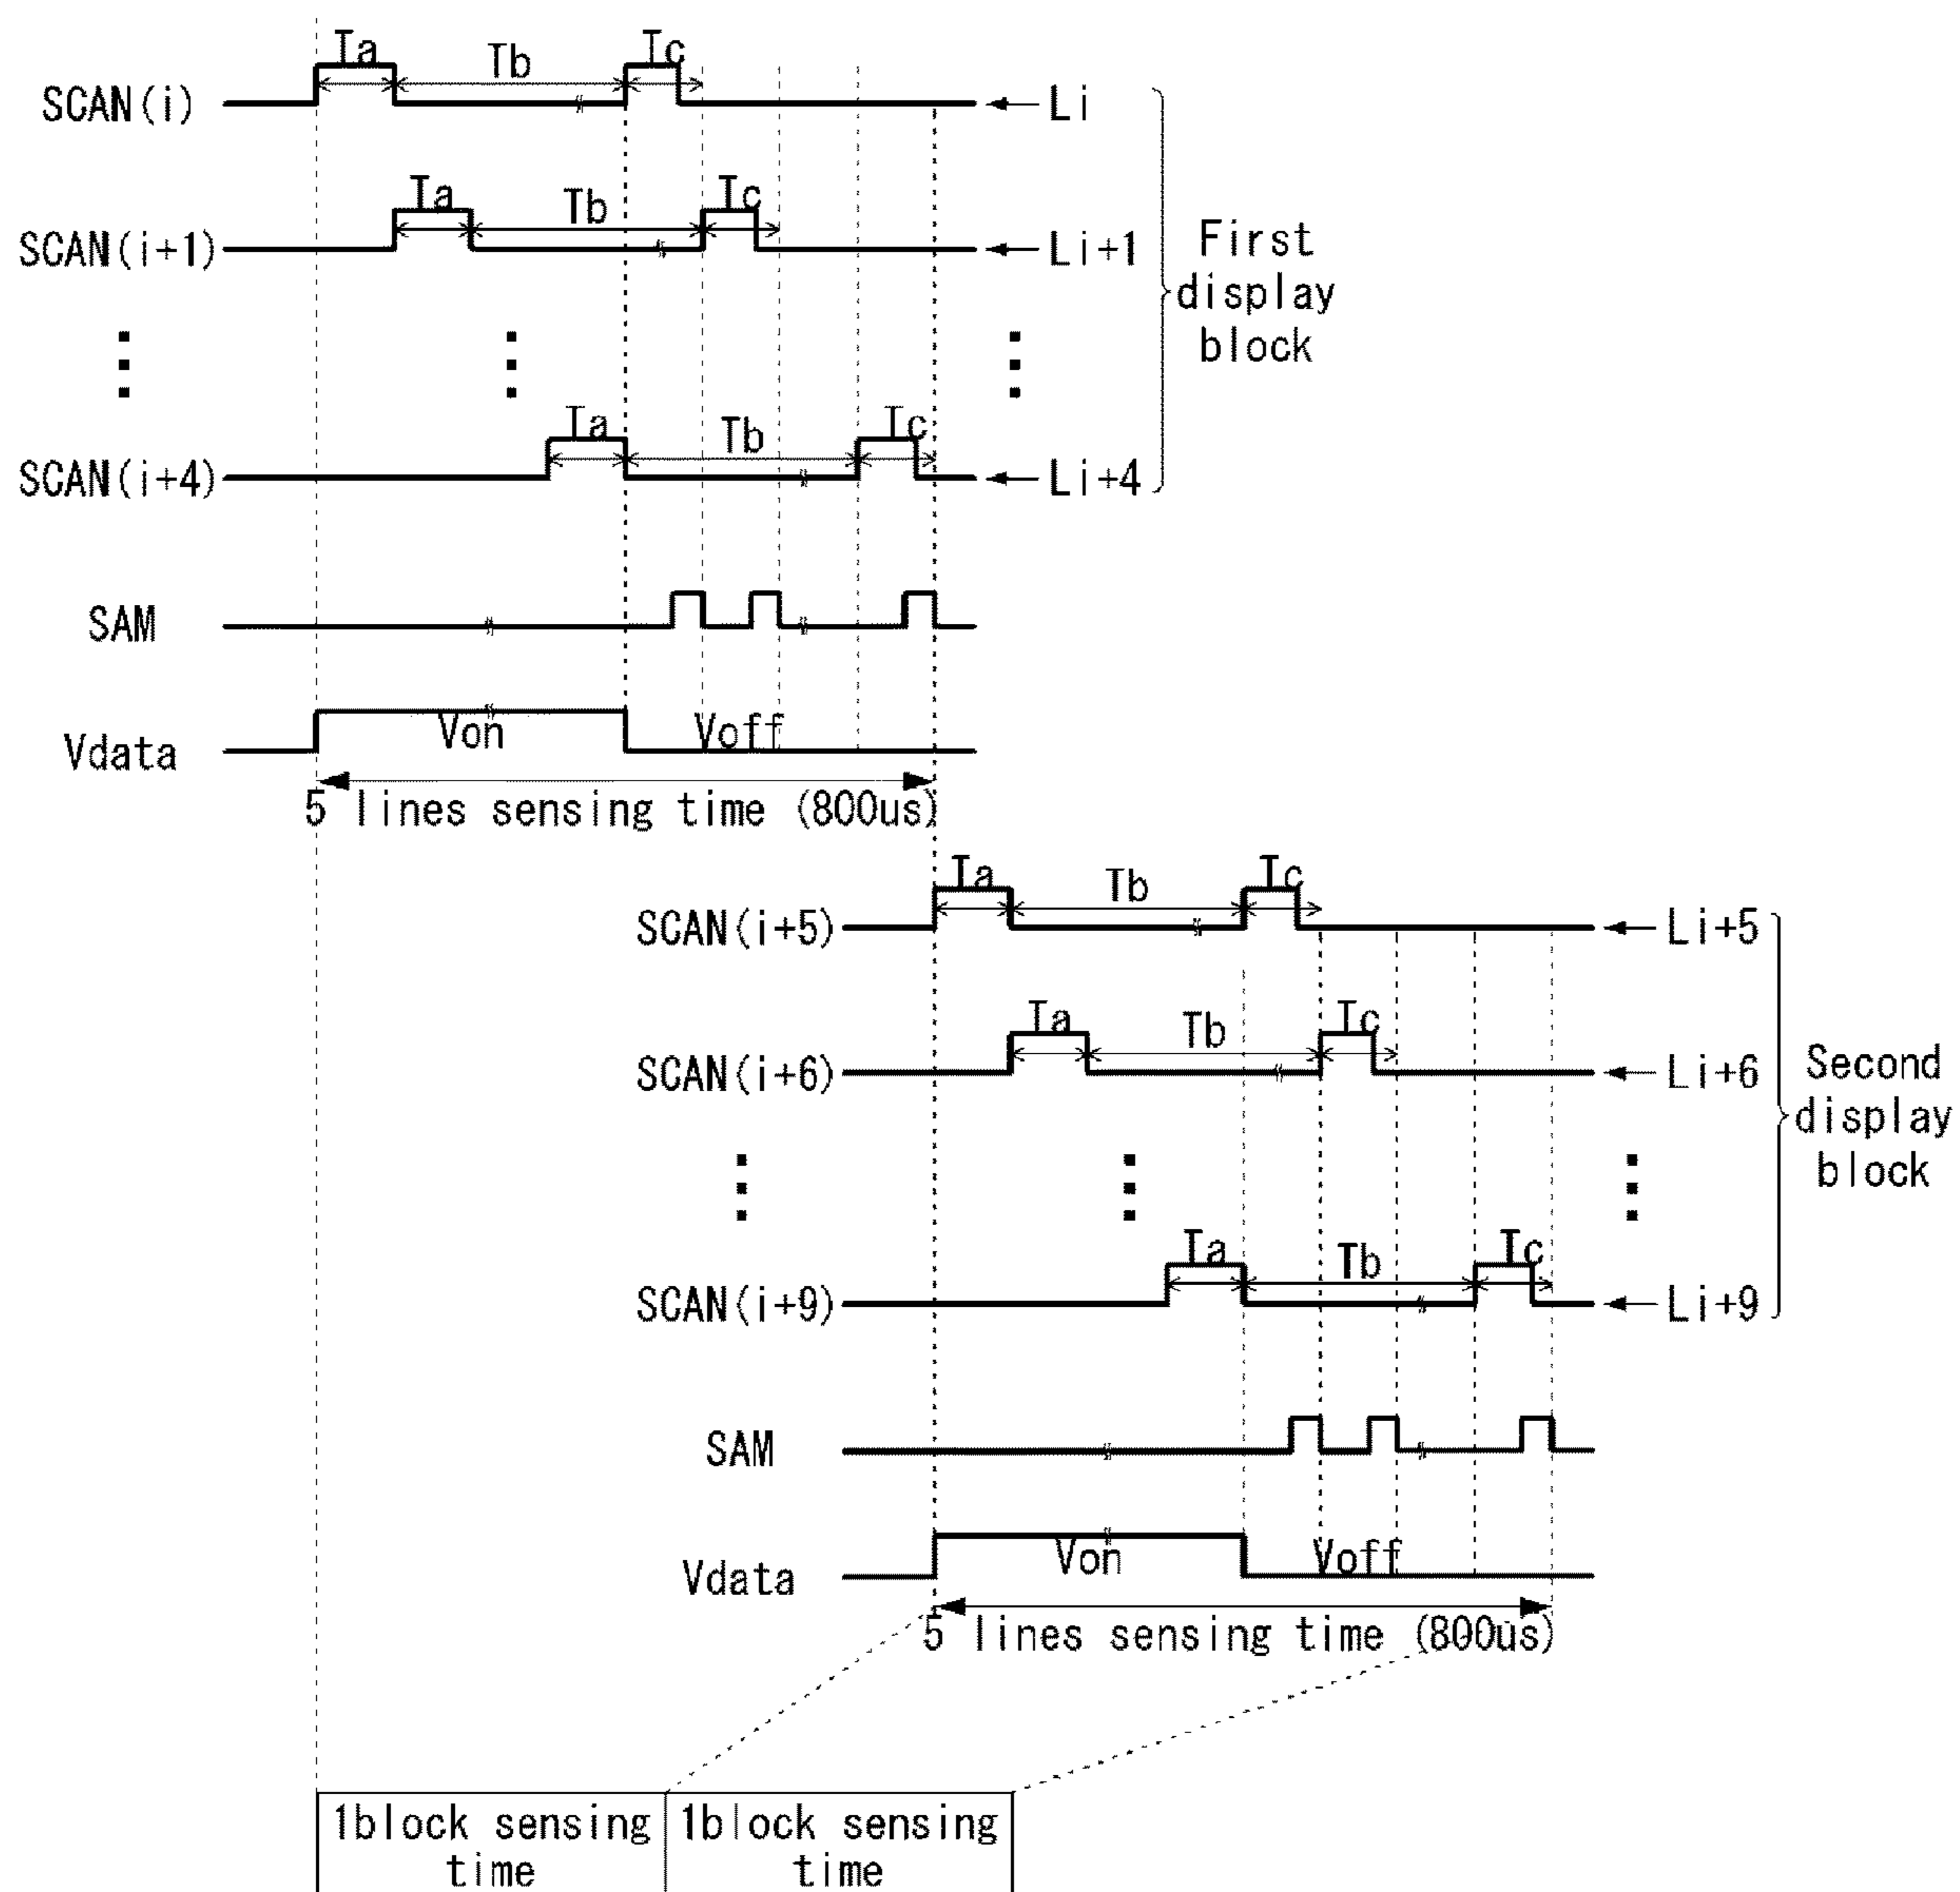 Ta Tb Tc
SCAN(i) Li
Ta Tb Tc
SCAN(i+1) Li+1
First
display
block
Ta Tb Tc
SCAN(i+4) Li+4
SAM
Vdata Von Voff
5 lines sensing time (800us)
Ta Tb Tc
SCAN(i+5) Li+5
Ta Tb Tc
SCAN(i+6) Li+6
Second
display
block
Ta Tb Tc
SCAN(i+9) Li+9
SAM
Vdata Von Voff
5 lines sensing time (800us)
1block sensing
time
1block sensing
time